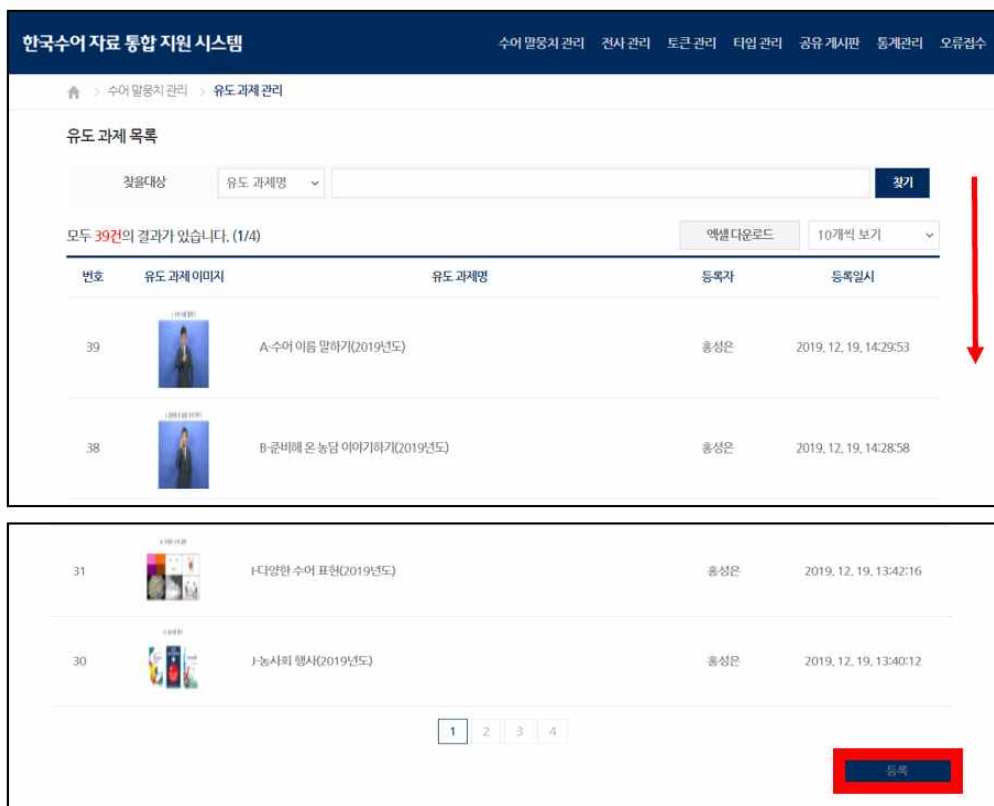 한국수어 자료 통합 지원 시스템
수어 말뭉치 관리 전사 관리 토큰 관리 타입 관리 공유 게시판 통계관리 오류접수
수어 말뭉치 관리 > 유도 과제 관리
유도 과제 목록
찾을대상 유도 과제명 찾기
모두 39건의 결과가 있습니다. (1/4) 엑셀 다운로드 10개씩 보기
번호 유도 과제 이미지 유도 과제명 등록자 등록일시
39 A-수어 이름 말하기(2019년도) 홍성은 2019. 12. 19. 14:29:53
38 B-준비해 온 농담 이야기하기(2019년도) 홍성은 2019. 12. 19. 14:28:58
31 I-다양한 수어 표현(2019년도) 홍성은 2019. 12. 19. 13:42:16
30 J-농사회 행사(2019년도) 홍성은 2019. 12. 19. 13:40:12
1 2 3 4
등록